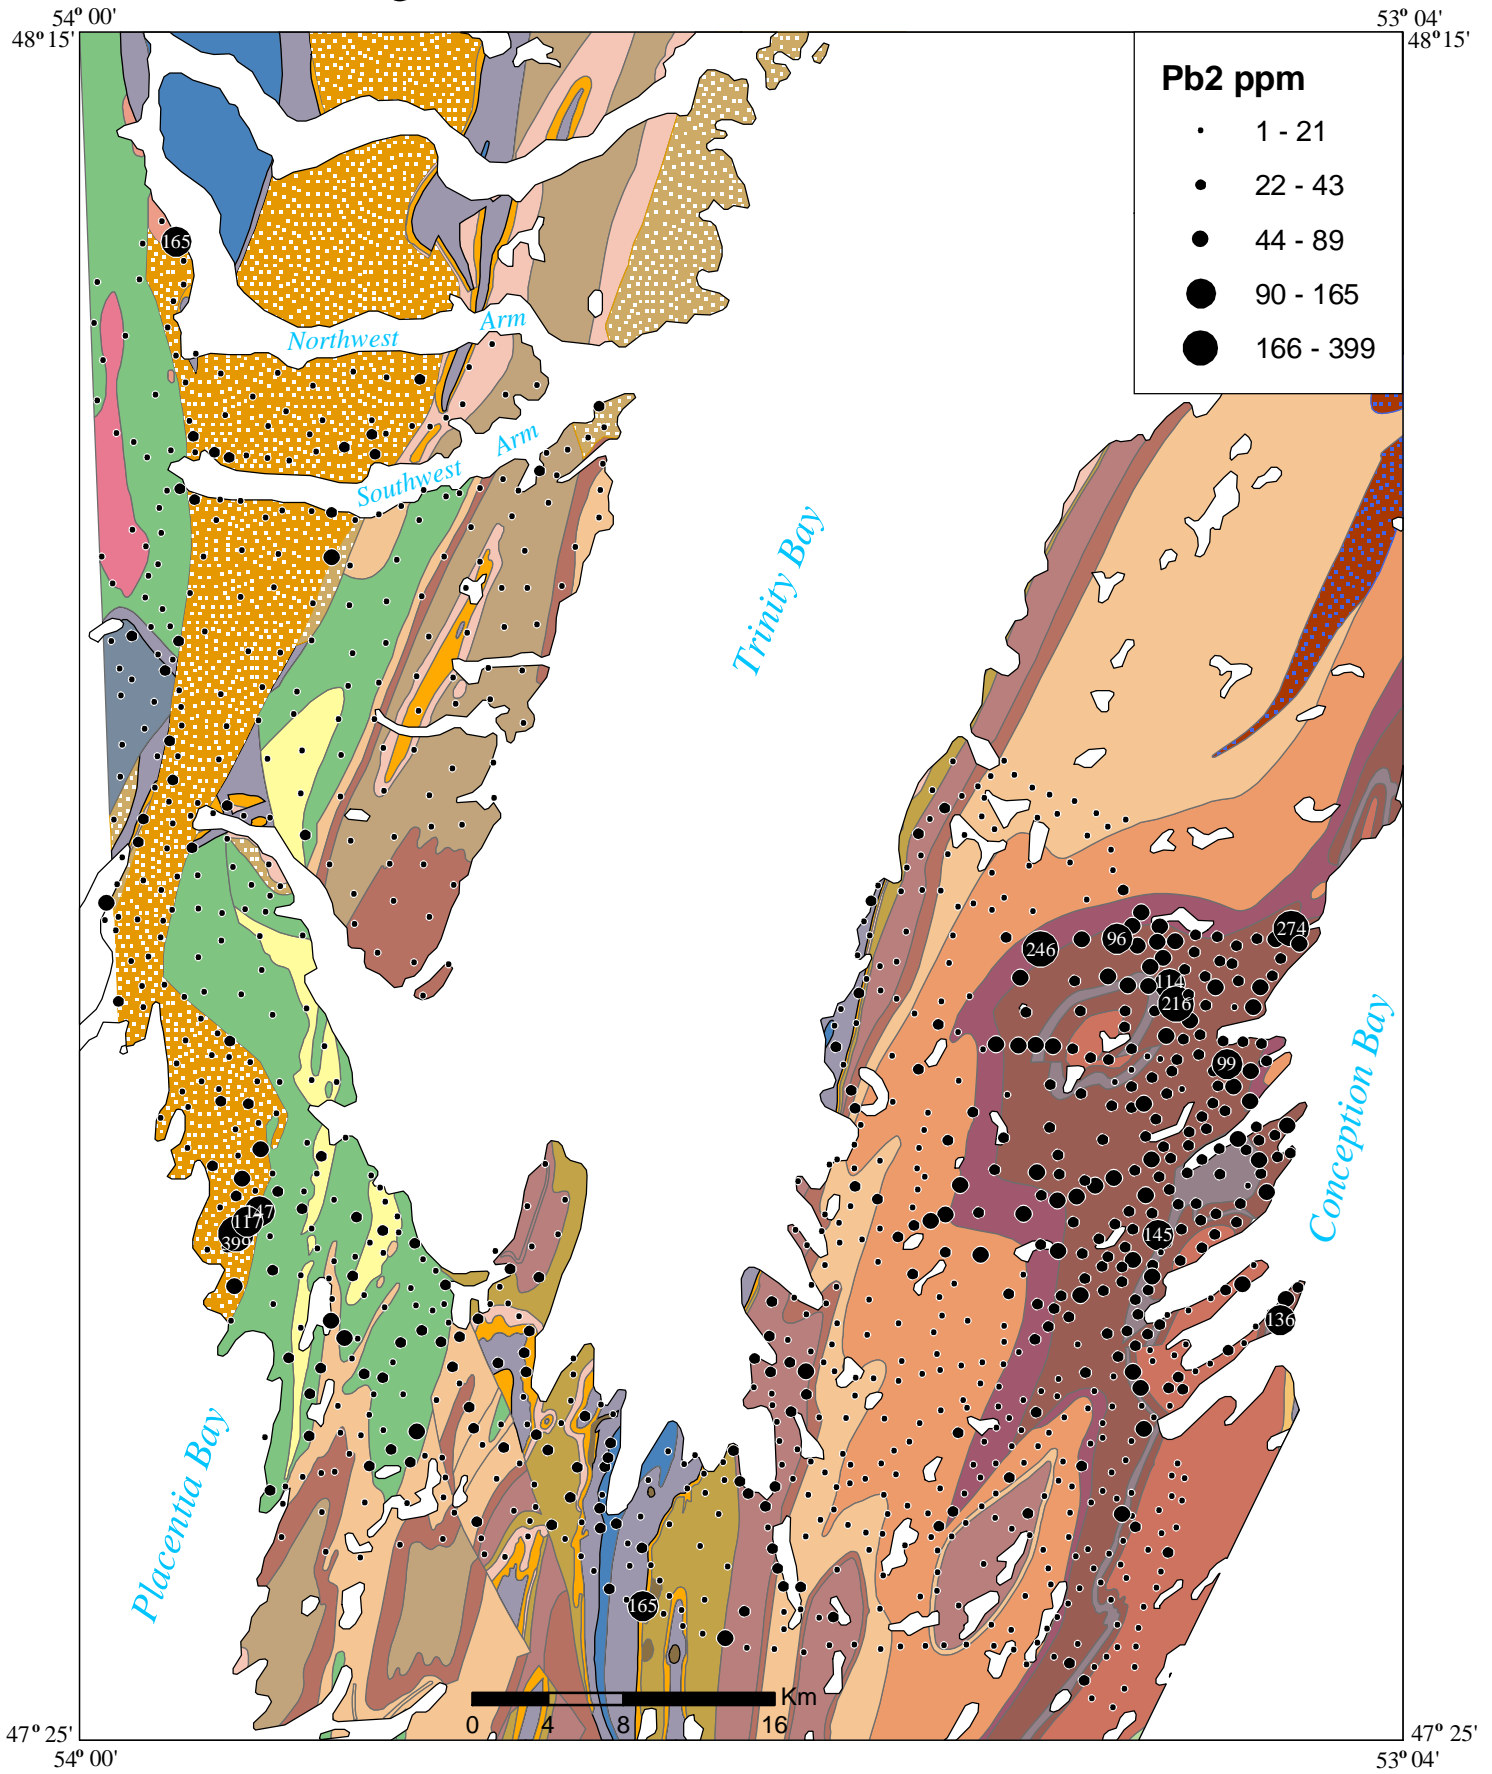 54° 00'
53° 04'
48° 15'
48° 15'
Pb2 ppm
1 - 21
22 - 43
44 - 89
90 - 165
166 - 399
165
Northwest Arm
Southwest Arm
Trinity Bay
274
96
246
114
216
99
Conception Bay
147
117
399
145
136
Placentia Bay
165
Km
0 4 8 16
47° 25'
47° 25'
54° 00'
53° 04'